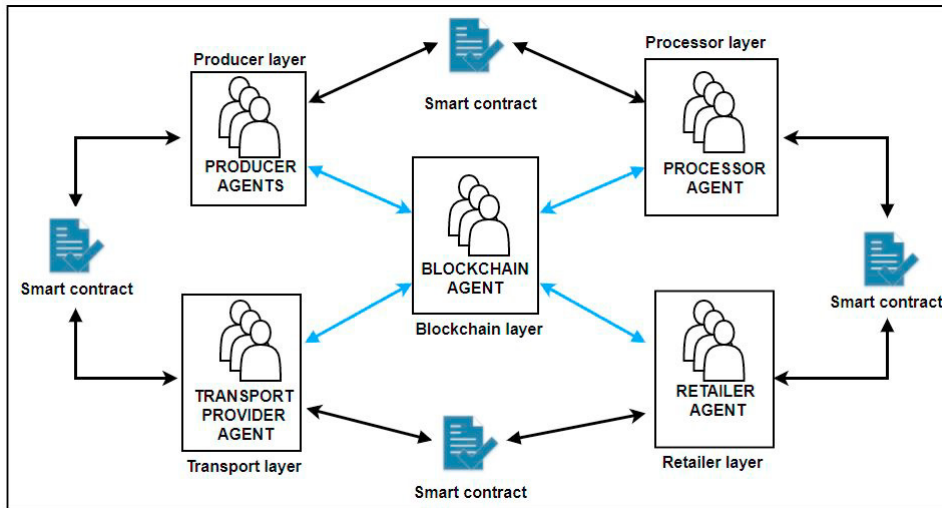 Producer layer
PRODUCER
AGENTS
Smart contract
Processor layer
PROCESSOR
AGENT
Smart contract
BLOCKCHAIN
AGENT
Blockchain layer
Smart contract
TRANSPORT
PROVIDER
AGENT
Transport layer
Smart contract
RETAILER
AGENT
Retailer layer